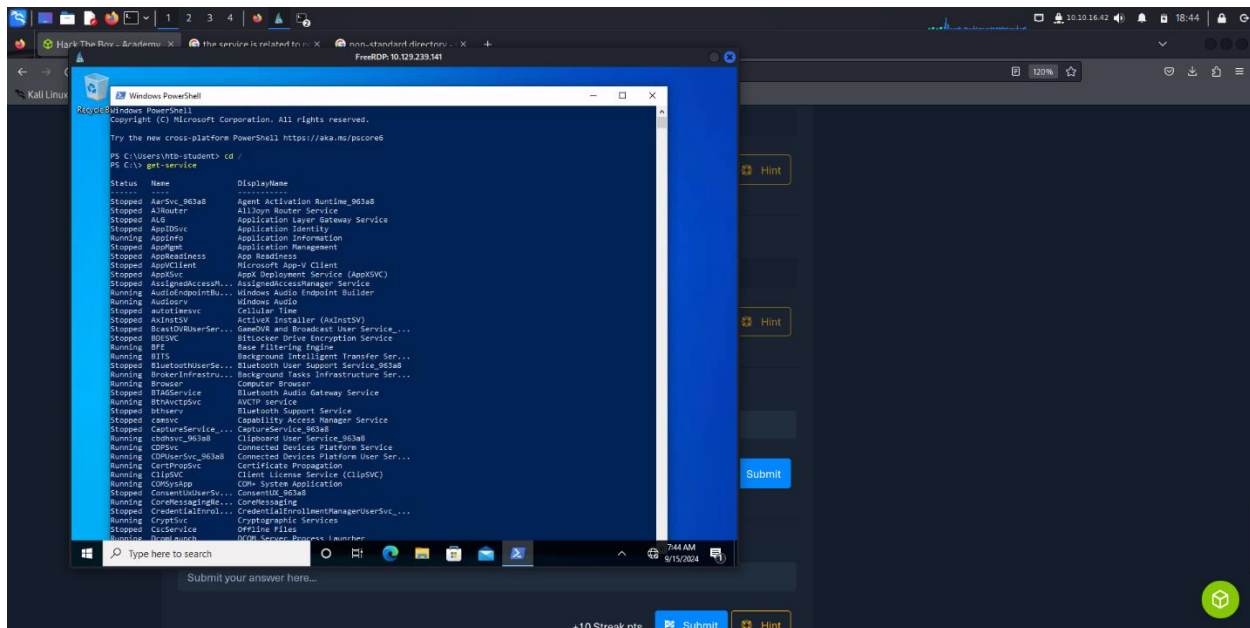 1 2 3 4
10.10.16.42
18:44
Hack The Box - Academy
the service is related to
non-standard directory -
FreeRDP: 10.129.239.141
120%
Kali Linux
Recycle
Windows PowerShell
Windows PowerShell
Copyright (C) Microsoft Corporation. All rights reserved.
Try the new cross-platform PowerShell https://aka.ms/pscore6
PS C:\Users\htb-student> cd /
PS C:\> get-service
Status Name DisplayName
------ ---- -----------
Stopped AarSvc_963a8 Agent Activation Runtime_963a8
Stopped AJRouter AllJoyn Router Service
Stopped ALG Application Layer Gateway Service
Stopped AppIDSvc Application Identity
Running Appinfo Application Information
Stopped AppMgmt Application Management
Stopped AppReadiness App Readiness
Stopped AppVClient Microsoft App-V Client
Stopped AppXSvc AppX Deployment Service (AppXSVC)
Stopped AssignedAccessM... AssignedAccessManager Service
Running AudioEndpointBu... Windows Audio Endpoint Builder
Running Audiosrv Windows Audio
Stopped autotimesvc Cellular Time
Stopped AxInstSV ActiveX Installer (AxInstSV)
Stopped BcastDVRUserSer... GameDVR and Broadcast User Service_...
Stopped BDESVC BitLocker Drive Encryption Service
Running BFE Base Filtering Engine
Running BITS Background Intelligent Transfer Ser...
Stopped BluetoothUserSe... Bluetooth User Support Service_963a8
Running BrokerInfrastru... Background Tasks Infrastructure Ser...
Running Browser Computer Browser
Stopped BTAGService Bluetooth Audio Gateway Service
Running BthAvctpSvc AVCTP service
Stopped bthserv Bluetooth Support Service
Stopped camsvc Capability Access Manager Service
Stopped CaptureService_... CaptureService_963a8
Running cbdhsvc_963a8 Clipboard User Service_963a8
Running CDPSvc Connected Devices Platform Service
Running CDPUserSvc_963a8 Connected Devices Platform User Ser...
Running CertPropSvc Certificate Propagation
Running ClipSVC Client License Service (ClipSVC)
Running COMSysApp COM+ System Application
Stopped ConsentUxUserSv... ConsentUX_963a8
Running CoreMessagingRe... CoreMessaging
Stopped CredentialEnrol... CredentialEnrollmentManagerUserSvc_...
Running CryptSvc Cryptographic Services
Stopped CscService Offline Files
Running DcomLaunch DCOM Server Process Launcher
Hint
Hint
Submit
Type here to search
7:44 AM
9/15/2024
Submit your answer here...
+10 Streak pts
Submit
Hint